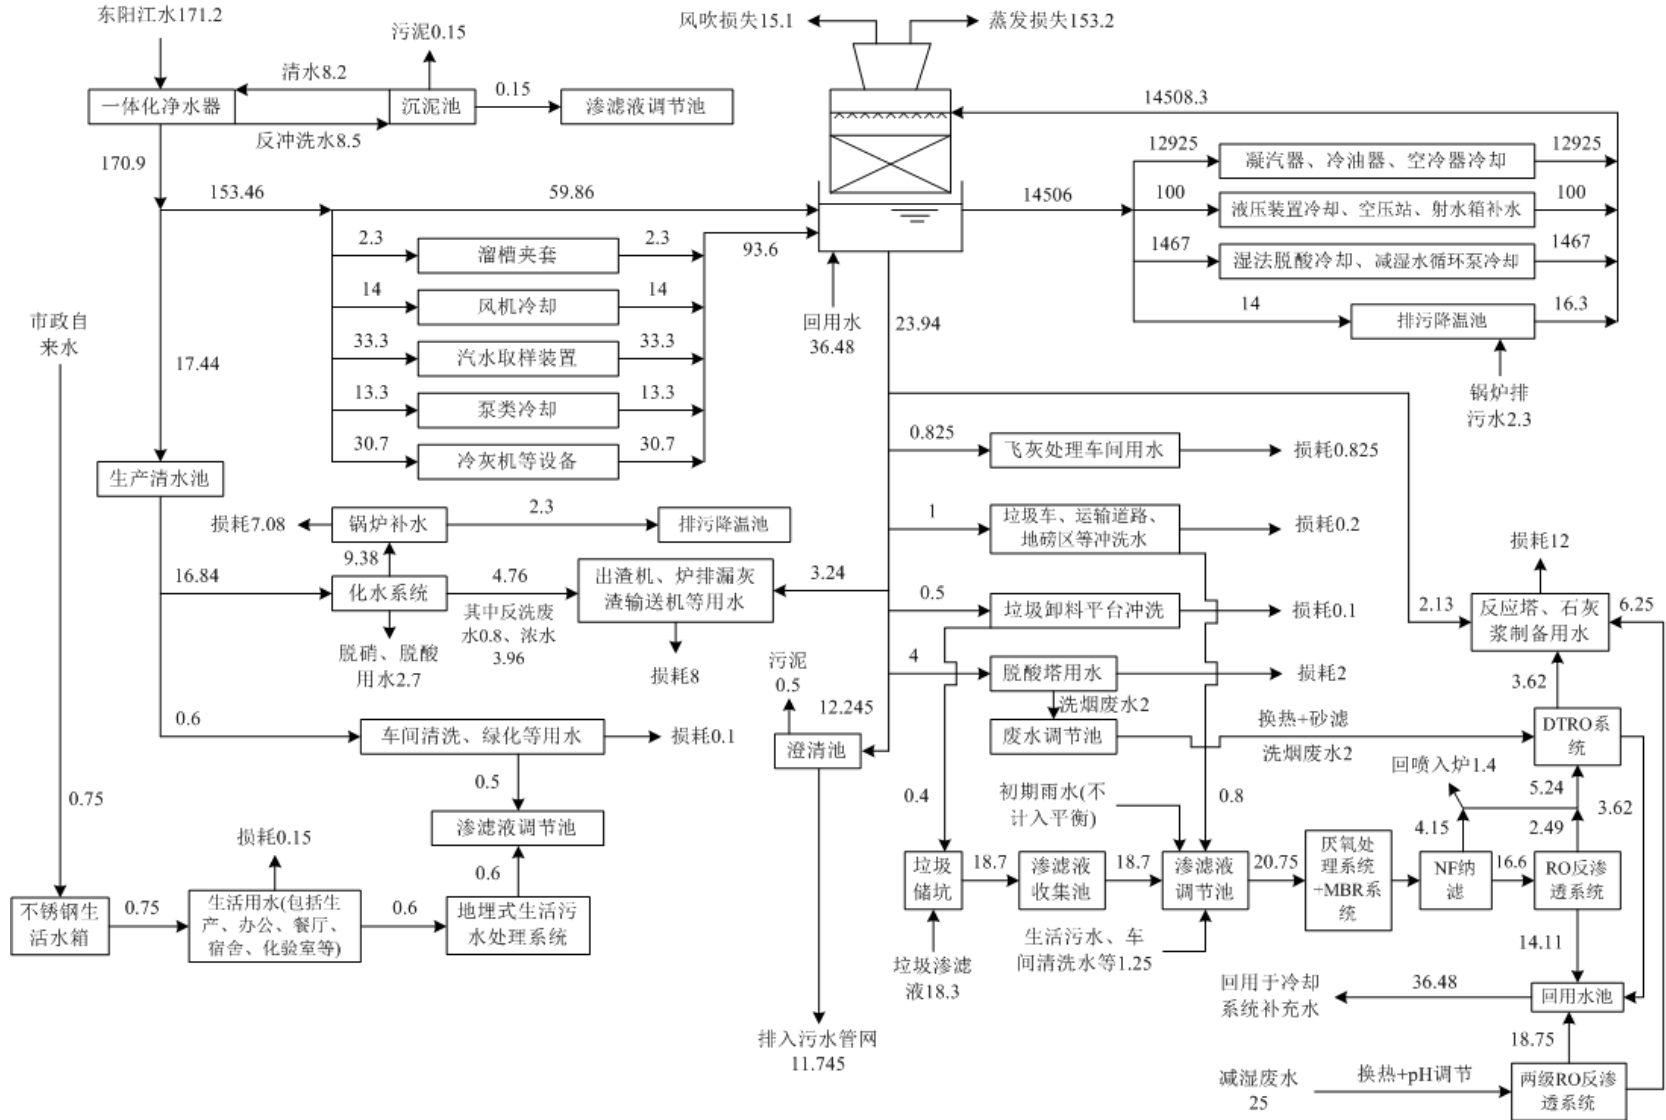 东阳江水171.2
污泥0.15
清水8.2
一体化净水器
沉泥池
0.15
渗滤液调节池
反冲洗水8.5
170.9
153.46
59.86
风吹损失15.1
蒸发损失153.2
14508.3
14506
12925
凝汽器、冷油器、空冷器冷却
12925
100
液压装置冷却、空压站、射水箱补水
100
1467
湿法脱酸冷却、减湿水循环泵冷却
1467
14
排污降温池
16.3
锅炉排
污水2.3
2.3
溜槽夹套
2.3
14
风机冷却
14
33.3
汽水取样装置
33.3
13.3
泵类冷却
13.3
30.7
冷灰机等设备
30.7
93.6
回用水
36.48
23.94
市政自
来水
17.44
生产清水池
损耗7.08
锅炉补水
2.3
排污降温池
9.38
16.84
化水系统
4.76
其中反洗废
水0.8、浓水
3.96
出渣机、炉排漏灰
渣输送机等用水
3.24
脱硝、脱酸
用水2.7
损耗8
0.6
车间清洗、绿化等用水
损耗0.1
0.5
渗滤液调节池
0.6
0.75
不锈钢生
活水箱
0.75
损耗0.15
生活用水(包括生
产、办公、餐厅、
宿舍、化验室等)
0.6
地埋式生活污
水处理系统
0.825
飞灰处理车间用水
损耗0.825
1
垃圾车、运输道路、
地磅区等冲洗水
损耗0.2
0.5
垃圾卸料平台冲洗
损耗0.1
4
脱酸塔用水
损耗2
洗烟废水2
废水调节池
换热+砂滤
洗烟废水2
污泥
0.5
12.245
澄清池
排入污水管网
11.745
损耗12
2.13
反应塔、石灰
浆制备用水
6.25
3.62
DTRO系
统
回喷入炉1.4
5.24
3.62
4.15
2.49
0.4
初期雨水(不
计入平衡)
0.8
垃圾
储坑
18.7
渗滤液
收集池
18.7
渗滤液
调节池
20.75
厌氧处
理系统
+MBR系
统
NF纳
滤
16.6
RO反渗
透系统
垃圾渗滤
液18.3
生活污水、车
间清洗水等1.25
14.11
回用于冷却
系统补充水
36.48
回用水池
18.75
减湿废水
25
换热+pH调节
两级RO反渗
透系统